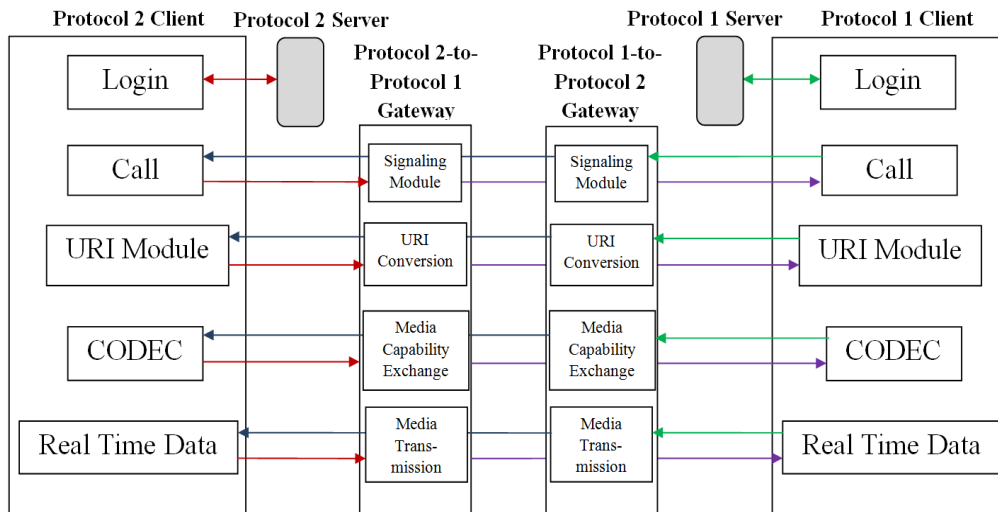 Protocol 2 Client
Protocol 2 Server
Protocol 1 Server
Protocol 1 Client
Protocol 2-to-
Protocol 1
Gateway
Protocol 1-to-
Protocol 2
Gateway
Login
Login
Call
Signaling
Module
Signaling
Module
Call
URI Module
URI
Conversion
URI
Conversion
URI Module
CODEC
Media
Capability
Exchange
Media
Capability
Exchange
CODEC
Real Time Data
Media
Trans-
mission
Media
Trans-
mission
Real Time Data